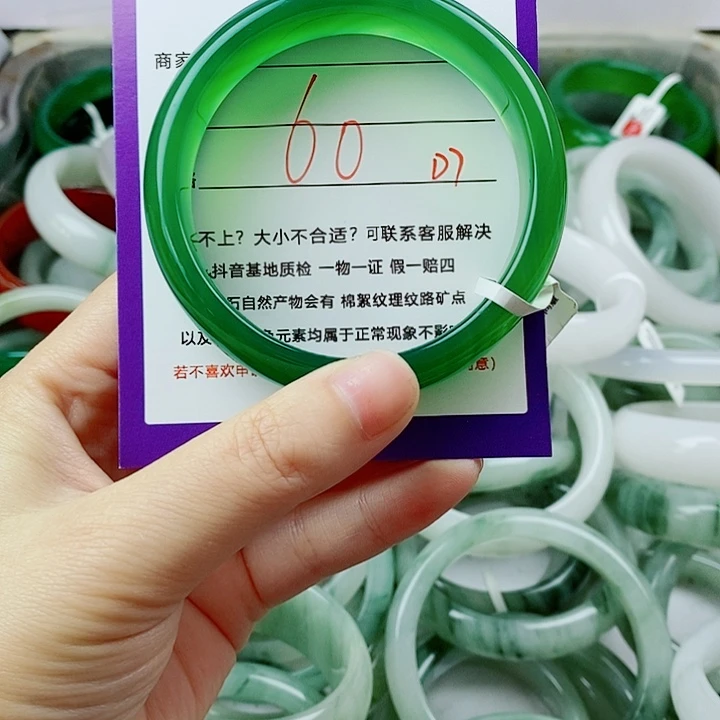 商家
60 D7
不上？大小不合适？可联系客服解决
抖音基地质检 一物一证 假一赔四
石自然产物会有 棉絮纹理纹路矿点
以及 元素均属于正常现象不影
若不喜欢申 意）